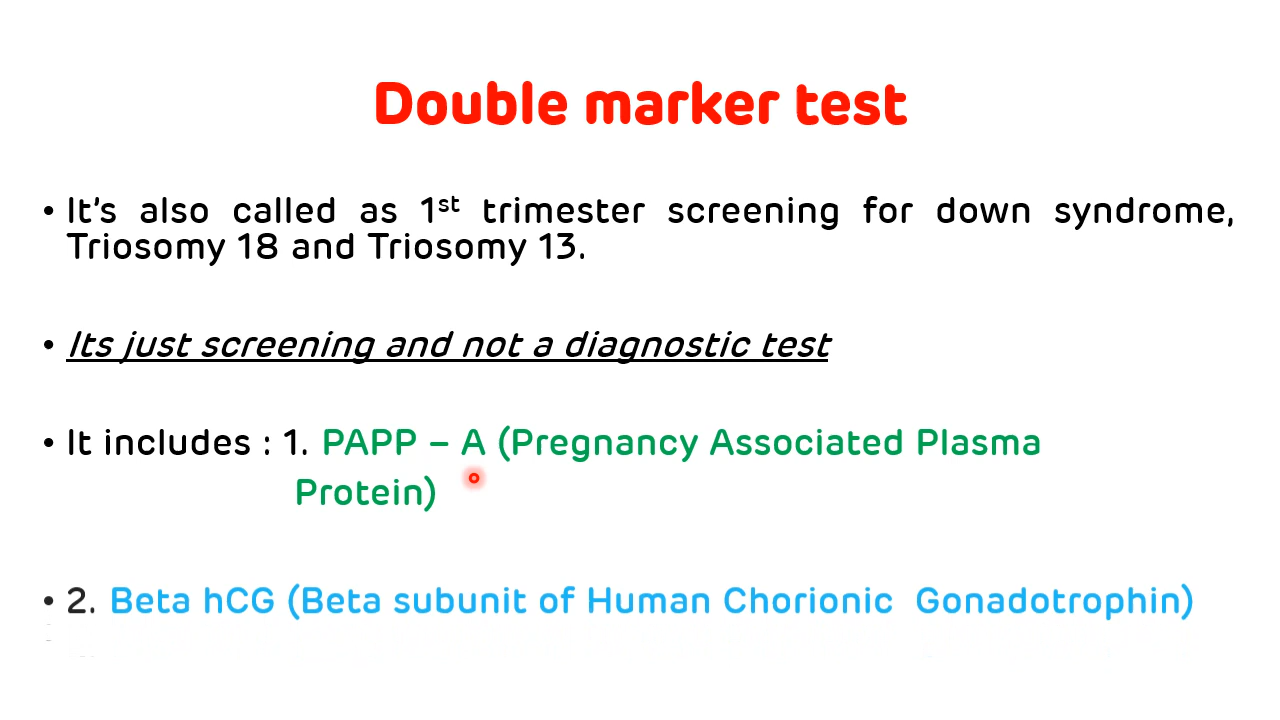 Double marker test
• It's also called as 1st trimester screening for down syndrome,
Triosomy 18 and Triosomy 13.
• Its just screening and not a diagnostic test
• It includes : 1. PAPP – A (Pregnancy Associated Plasma
Protein)
• 2. Beta hCG (Beta subunit of Human Chorionic Gonadotrophin)